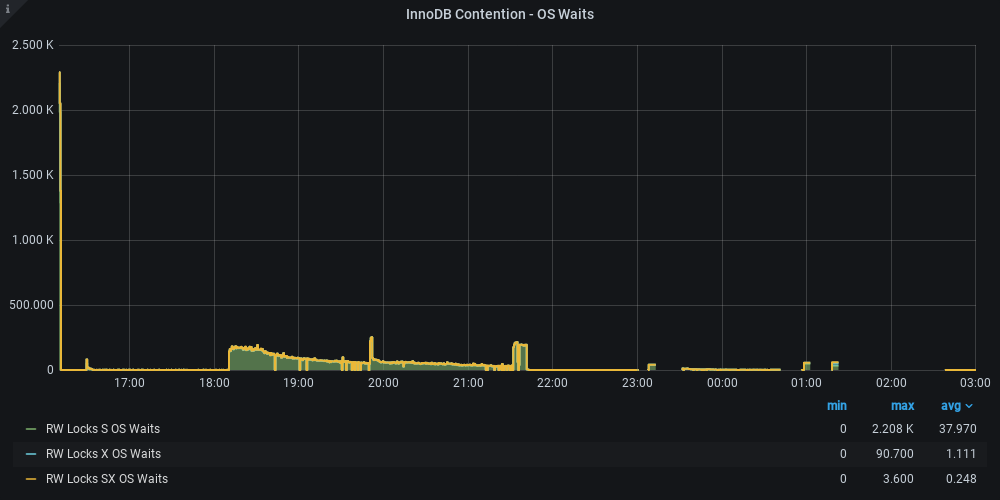 i
InnoDB Contention - OS Waits
2.500 K
2.000 K
1.500 K
1.000 K
500.000
0
17:00 18:00 19:00 20:00 21:00 22:00 23:00 00:00 01:00 02:00 03:00
min max avg
RW Locks S OS Waits 0 2.208 K 37.970
RW Locks X OS Waits 0 90.700 1.111
RW Locks SX OS Waits 0 3.600 0.248